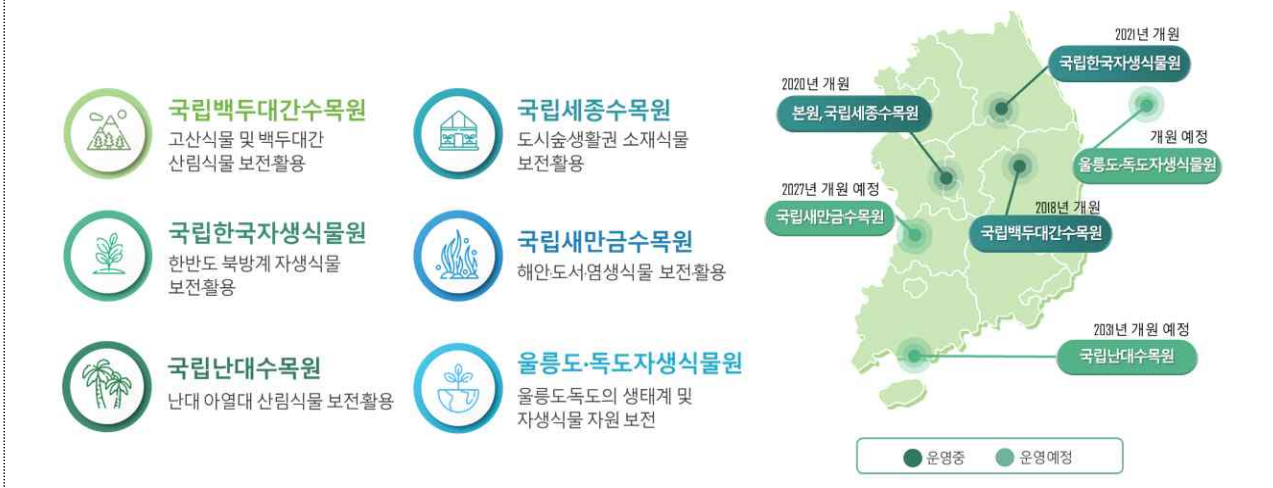 국립백두대간수목원
고산식물 및 백두대간
산림식물 보전·활용
국립세종수목원
도시숲·생활권 소재식물
보전·활용
국립한국자생식물원
한반도 북방계 자생식물
보전·활용
국립새만금수목원
해안·도서·염생식물 보전·활용
국립난대수목원
난대 아열대 산림식물 보전·활용
울릉도·독도자생식물원
울릉도·독도의 생태계 및
자생식물 자원 보전
2021년 개원
국립한국자생식물원
2020년 개원
본원, 국립세종수목원
개원 예정
울릉도·독도자생식물원
2027년 개원 예정
국립새만금수목원
2018년 개원
국립백두대간수목원
2031년 개원 예정
국립난대수목원
운영중
운영예정